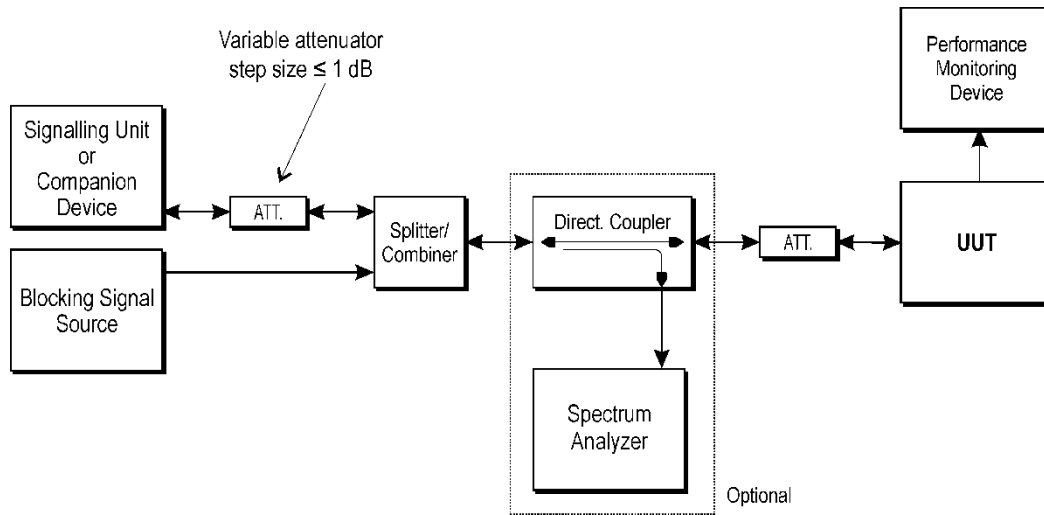 Variable attenuator
step size ≤ 1 dB
Performance
Monitoring
Device
Signalling Unit
or
Companion
Device
ATT.
Splitter/
Combiner
Direct. Coupler
ATT.
UUT
Blocking Signal
Source
Spectrum
Analyzer
Optional